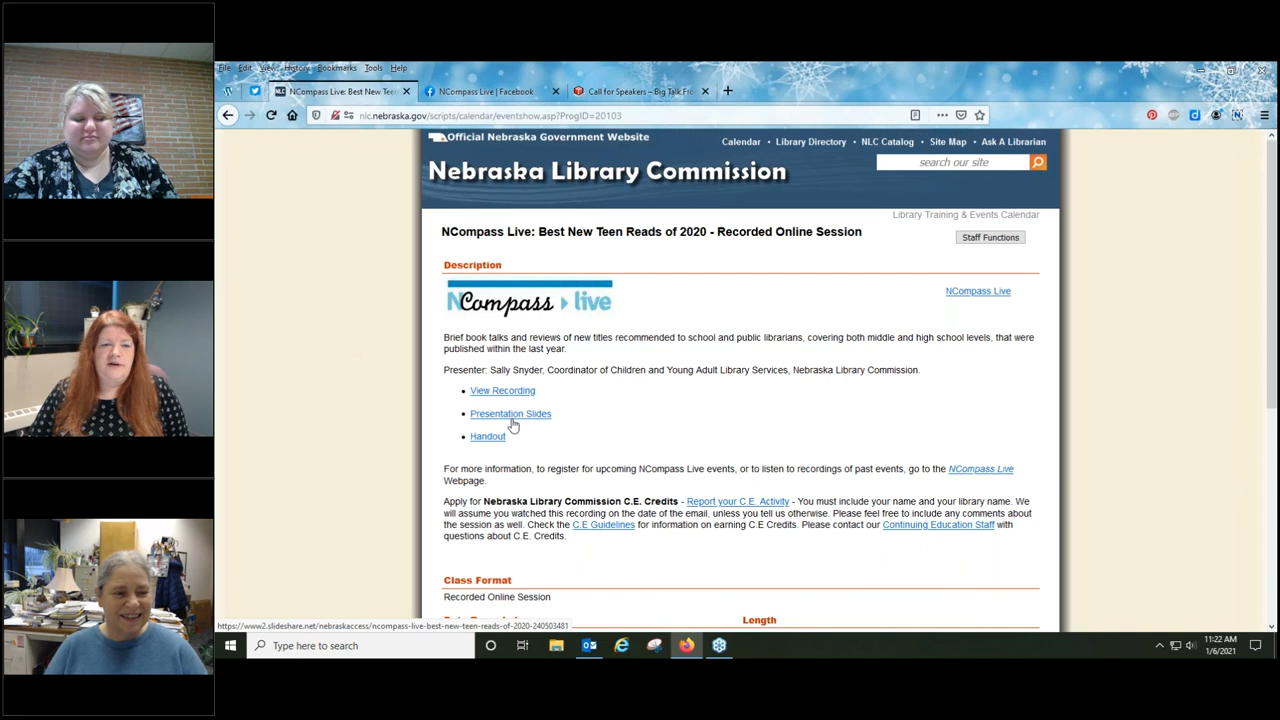 File Edit View History Bookmarks Tools Help
NCompass Live: Best New Teen
NCompass Live | Facebook
Call for Speakers – Big Talk Fro
nlc.nebraska.gov/scripts/calendar/eventshow.asp?ProgID=20103
Official Nebraska Government Website
Calendar • Library Directory • NLC Catalog • Site Map • Ask A Librarian
Nebraska Library Commission
search our site
Library Training & Events Calendar
NCompass Live: Best New Teen Reads of 2020 - Recorded Online Session
Staff Functions
Description
NCompass live
NCompass Live
Brief book talks and reviews of new titles recommended to school and public librarians, covering both middle and high school levels, that were
published within the last year.
Presenter: Sally Snyder, Coordinator of Children and Young Adult Library Services, Nebraska Library Commission.
• View Recording
• Presentation Slides
• Handout
For more information, to register for upcoming NCompass Live events, or to listen to recordings of past events, go to the NCompass Live
Webpage.
Apply for Nebraska Library Commission C.E. Credits - Report your C.E. Activity - You must include your name and your library name. We
will assume you watched this recording on the date of the email, unless you tell us otherwise. Please feel free to include any comments about
the session as well. Check the C.E Guidelines for information on earning C.E Credits. Please contact our Continuing Education Staff with
questions about C.E. Credits.
Class Format
Recorded Online Session
Length
https://www2.slideshare.net/nebraskaccess/ncompass-live-best-new-teen-reads-of-2020-240503481
Type here to search
11:22 AM
1/6/2021